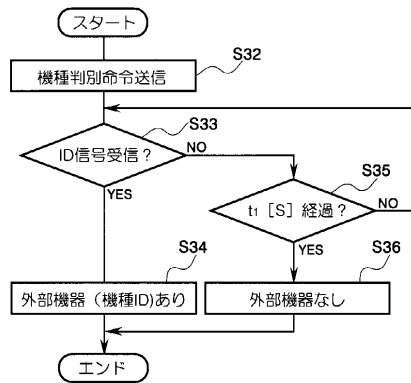 スタート
S32
機種判別命令送信
S33
ID信号受信？
NO
S35
t1 [S] 経過？
NO
YES
YES
S34
S36
外部機器（機種ID)あり
外部機器なし
エンド